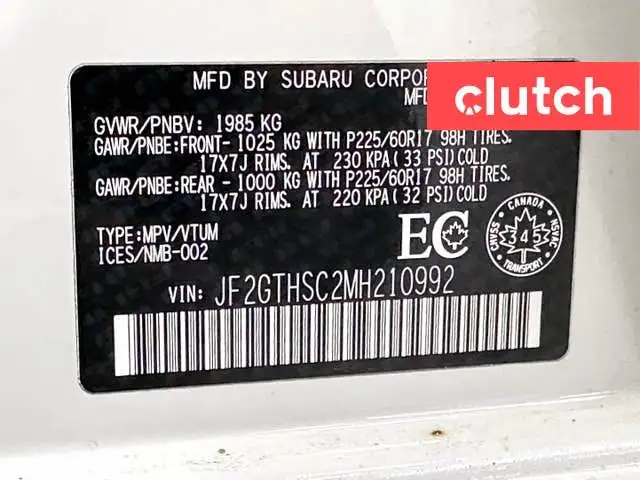 MFD BY SUBARU CORPOR
MF
clutch
GVWR/PNBV: 1985 KG
GAWR/PNBE:FRONT- 1025 KG WITH P225/60R17 98H TIRES.
17X7J RIMS. AT 230 KPA (33 PSI)COLD
GAWR/PNBE:REAR - 1000 KG WITH P225/60R17 98H TIRES.
17X7J RIMS. AT 220 KPA (32 PSI)COLD
TYPE:MPV/VTUM
ICES/NMB-002
EC
CANADA
CMVSS
NSVAC
345
TRANSPORT
VIN: JF2GTHSC2MH210992